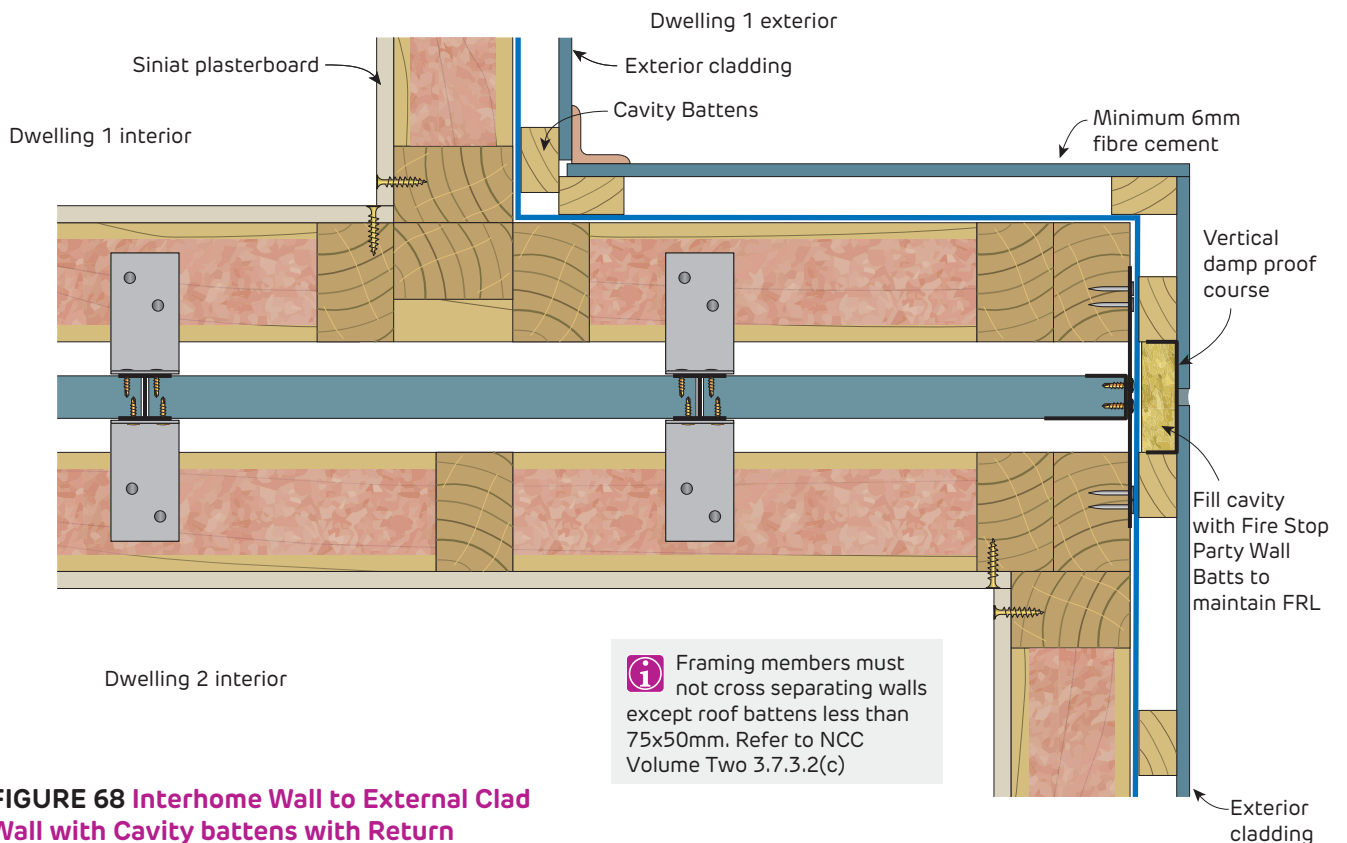 Dwelling 1 exterior
Siniat plasterboard
Exterior cladding
Cavity Battens
Dwelling 1 interior
Minimum 6mm
fibre cement
Vertical
damp proof
course
Fill cavity
with Fire Stop
Party Wall
Batts to
maintain FRL
Dwelling 2 interior
Framing members must
not cross separating walls
except roof battens less than
75x50mm. Refer to NCC
Volume Two 3.7.3.2(c)
Exterior
cladding
FIGURE 68 Interhome Wall to External Clad
Wall with Cavity battens with Return